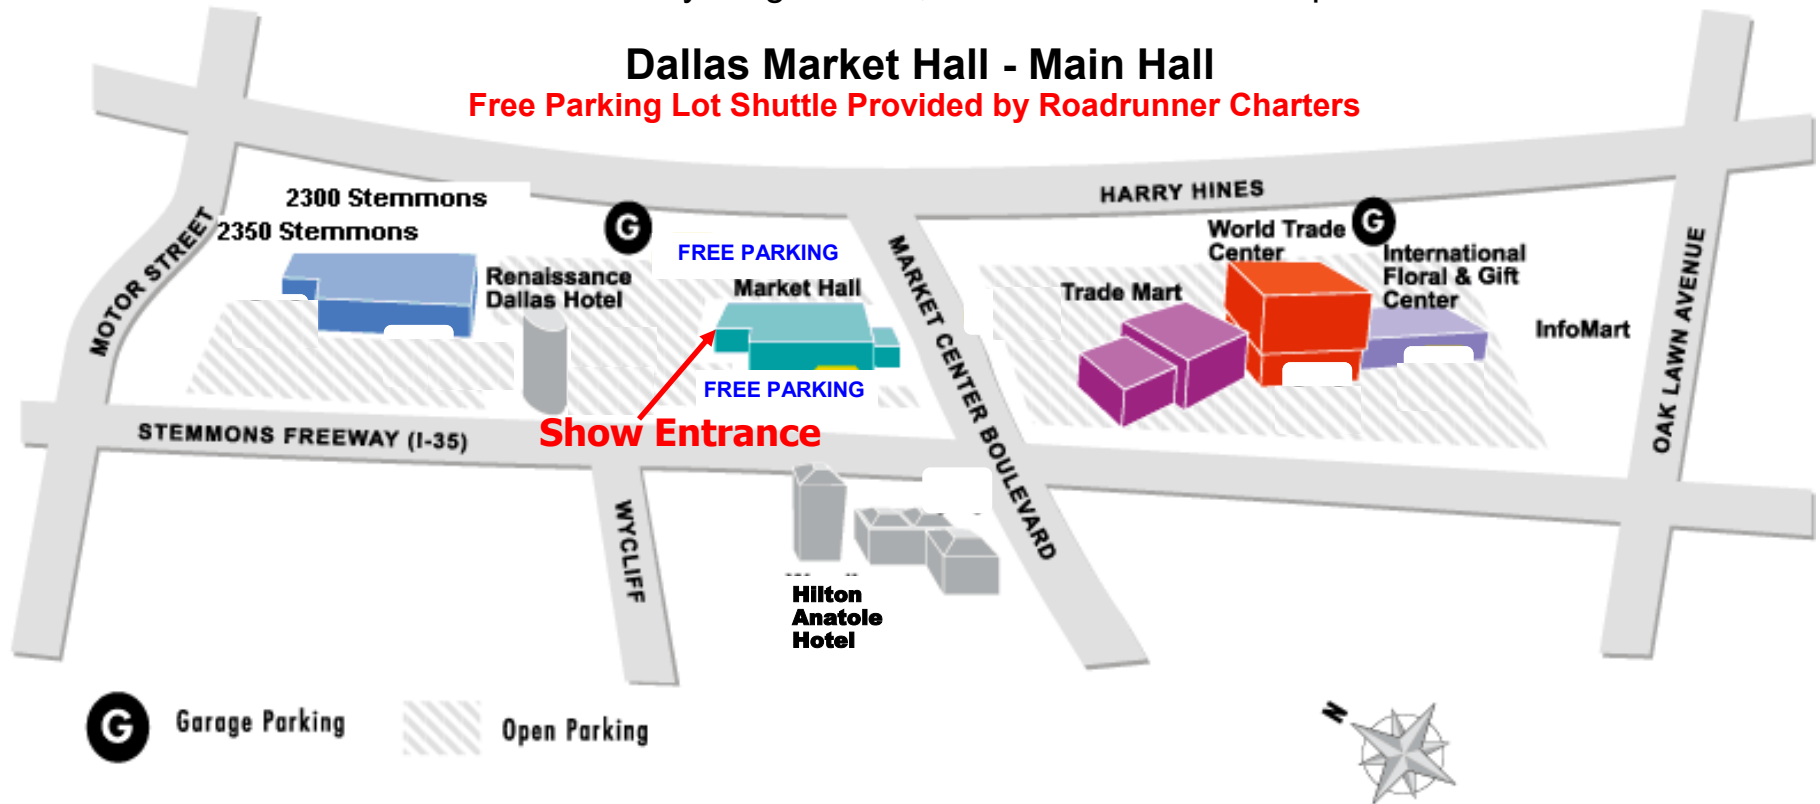 Dallas Market Hall - Main Hall
Free Parking Lot Shuttle Provided by Roadrunner Charters
HARRY HINES
2300 Stemmons
2350 Stemmons
MOTOR STREET
G
FREE PARKING
Renaissance
Dallas Hotel
Market Hall
MARKET CENTER BOULEVARD
G
World Trade
Center
International
Floral & Gift
Center
Trade Mart
InfoMart
OAK LAWN AVENUE
FREE PARKING
Show Entrance
STEMMONS FREEWAY (I-35)
WYCLIFF
Hilton
Anatole
Hotel
G
Garage Parking
Open Parking
N